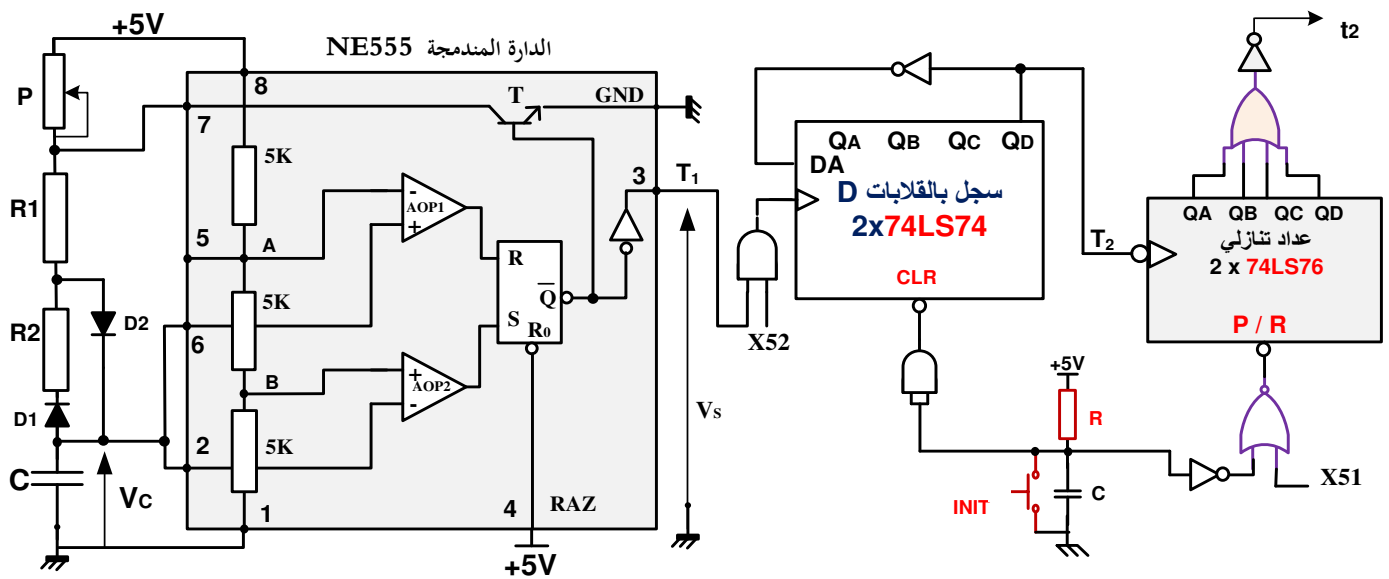 +5V
الدارة المندمجة NE555
t2
8
P
7
T
GND
5K
QA QB QC QD
DA
R1
3
T1
سجل بالقلابات D
2x74LS74
CLR
QA QB QC QD
عداد تنازلي
2 x 74LS76
P / R
T2
5
A
-
AOP1
+
R
Q
S
R0
5K
6
R2
D2
X52
B
+
AOP2
-
Vs
+5V
R
D1
2
5K
C
VC
1
4
RAZ
INIT
C
X51
+5V